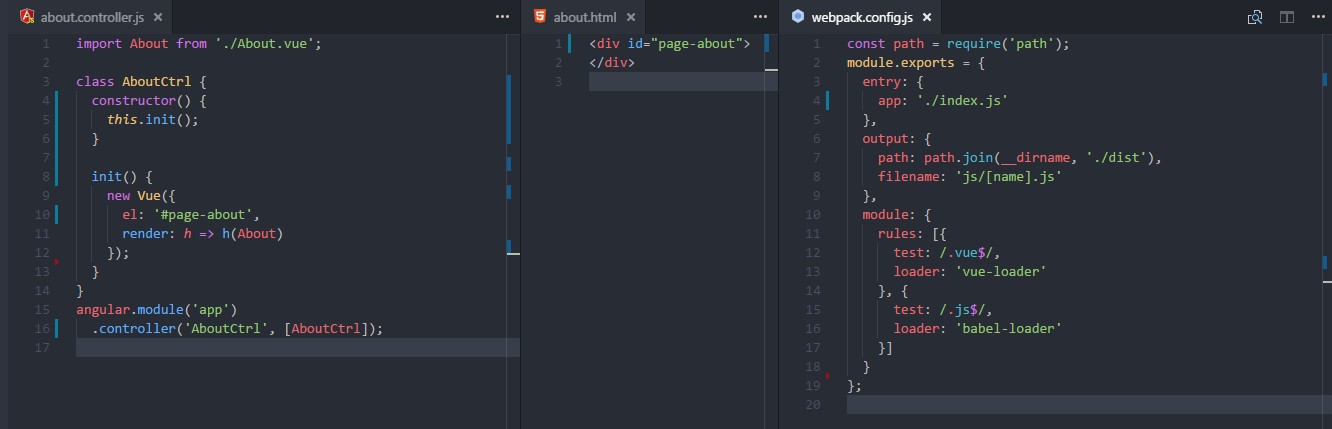 about.controller.js × ···
1 import About from './About.vue';
2
3 class AboutCtrl {
4 constructor() {
5 this.init();
6 }
7
8 init() {
9 new Vue({
10 el: '#page-about',
11 render: h => h(About)
12 });
13 }
14 }
15 angular.module('app')
16 .controller('AboutCtrl', [AboutCtrl]);
17
about.html × ···
1 <div id="page-about">
2 </div>
3
webpack.config.js × ···
1 const path = require('path');
2 module.exports = {
3 entry: {
4 app: './index.js'
5 },
6 output: {
7 path: path.join(__dirname, './dist'),
8 filename: 'js/[name].js'
9 },
10 module: {
11 rules: [{
12 test: /.vue$/,
13 loader: 'vue-loader'
14 }, {
15 test: /.js$/,
16 loader: 'babel-loader'
17 }]
18 }
19 };
20